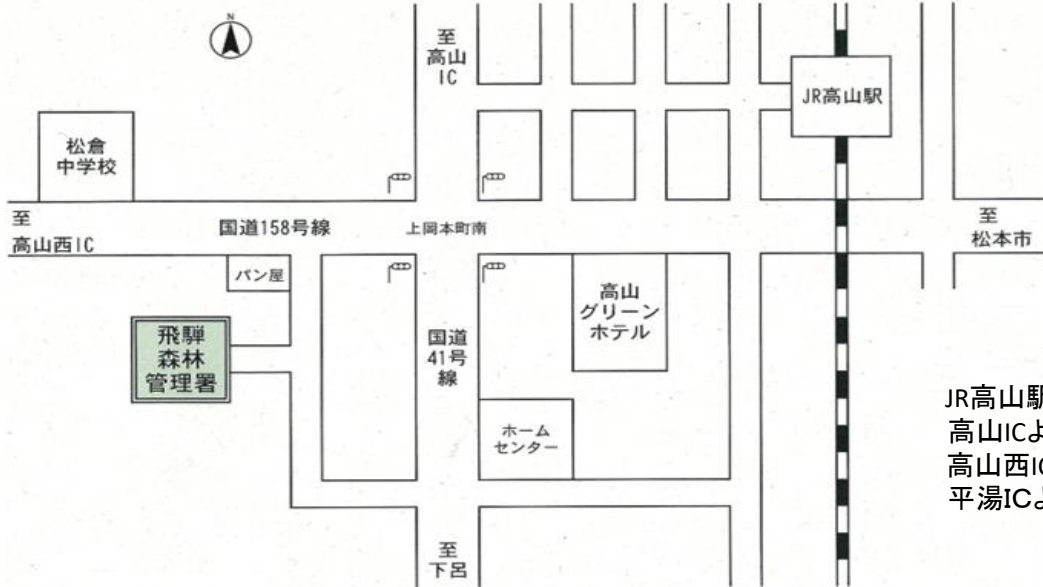 N
至
高山
IC
JR高山駅
松倉
中学校
至
高山西IC
国道158号線
上岡本町南
至
松本市
パン屋
高山
グリーン
ホテル
飛騨
森林
管理署
国道
41号
線
ホーム
センター
JR高山駅
高山ICよ
高山西IC
平湯ICよ
至
下呂